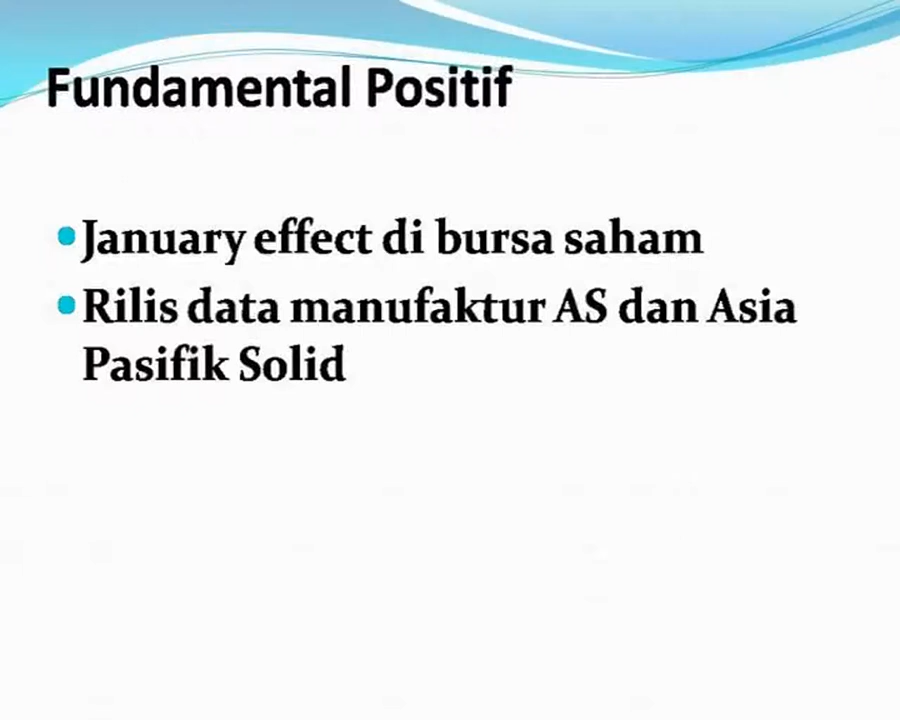 Fundamental Positif
•January effect di bursa saham
•Rilis data manufaktur AS dan Asia
Pasifik Solid